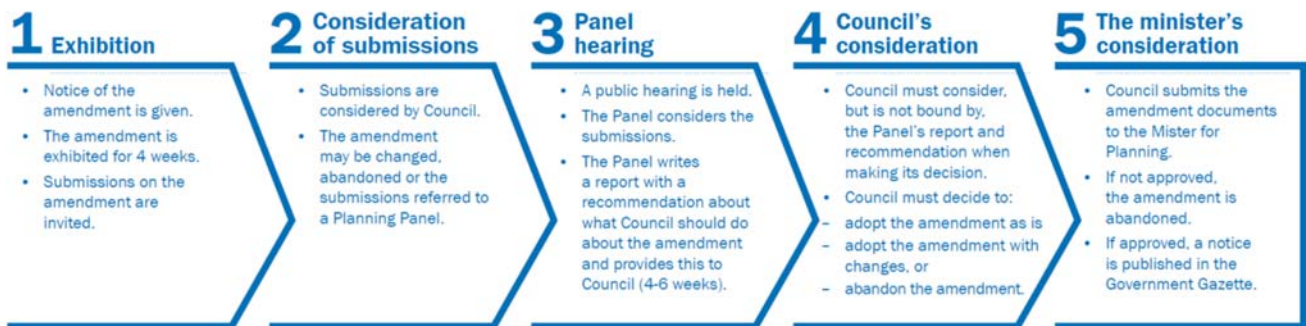 1 Exhibition
• Notice of the
amendment is given.
• The amendment is
exhibited for 4 weeks.
• Submissions on the
amendment are
invited.
2 Consideration
of submissions
• Submissions are
considered by Council.
• The amendment
may be changed,
abandoned or the
submissions referred to
a Planning Panel.
3 Panel
hearing
• A public hearing is held.
• The Panel considers the
submissions.
• The Panel writes
a report with a
recommendation about
what Council should do
about the amendment
and provides this to
Council (4-6 weeks).
4 Council's
consideration
• Council must consider,
but is not bound by,
the Panel's report and
recommendation when
making its decision.
• Council must decide to:
– adopt the amendment as is
– adopt the amendment with
changes, or
– abandon the amendment.
5 The minister's
consideration
• Council submits the
amendment documents
to the Mister for
Planning.
• If not approved,
the amendment is
abandoned.
• If approved, a notice
is published in the
Government Gazette.